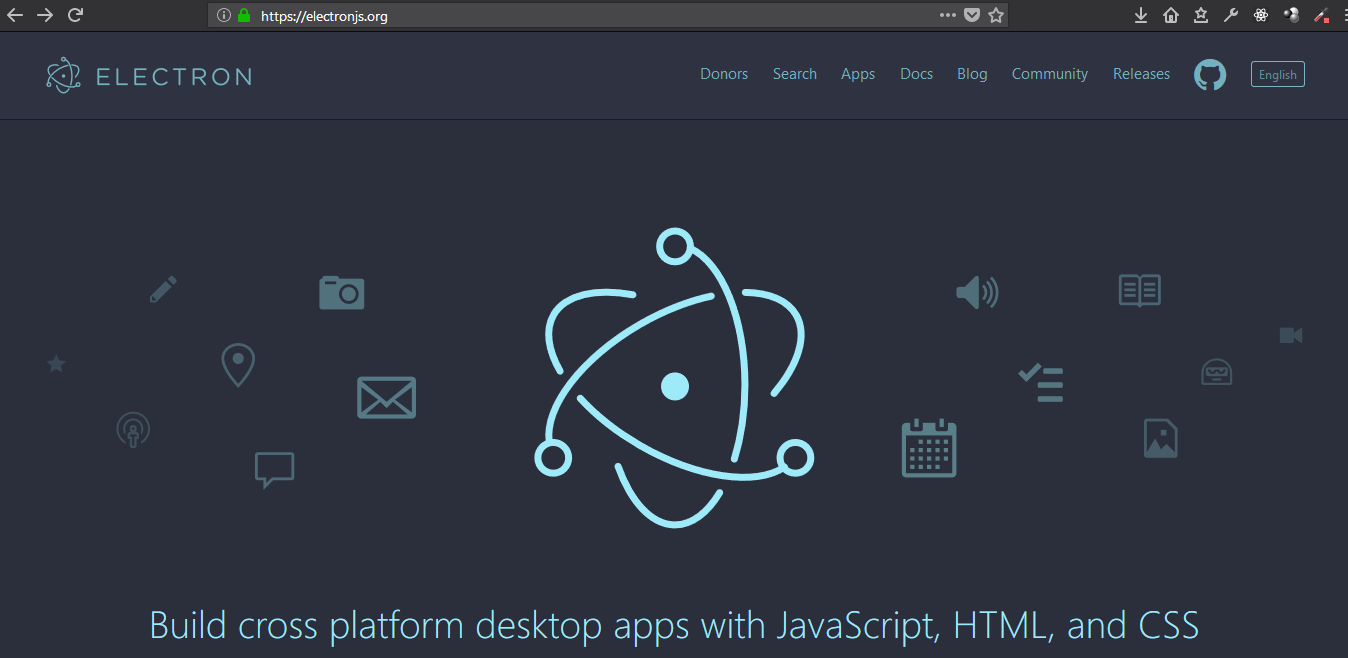 https://electronjs.org
ELECTRON
Donors Search Apps Docs Blog Community Releases English
Build cross platform desktop apps with JavaScript, HTML, and CSS